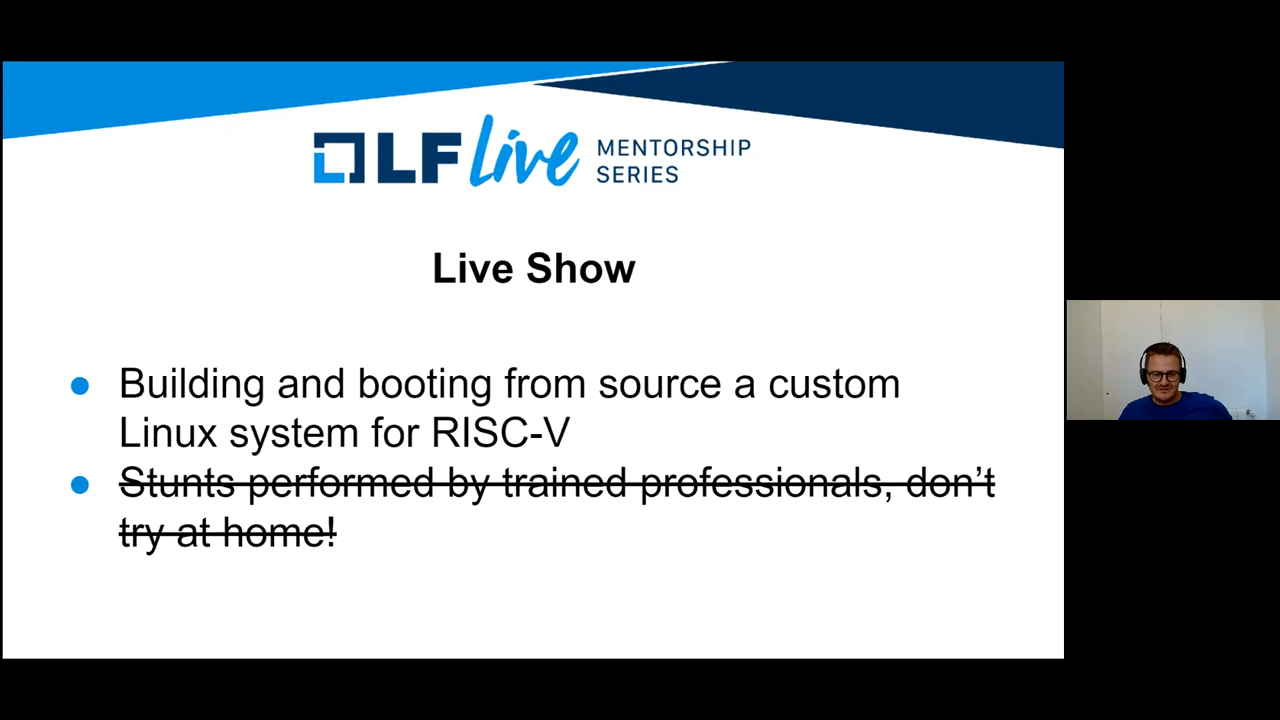 LF Live MENTORSHIP
SERIES
Live Show
● Building and booting from source a custom
Linux system for RISC-V
● Stunts performed by trained professionals, don’t
try at home!